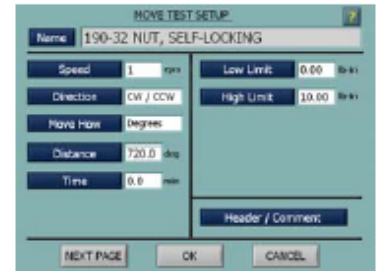 MOVE TEST SETUP ?
Name 190-32 NUT, SELF-LOCKING
Speed 1 rpm
Direction CW / CCW
Move How Degrees
Distance 720.0 deg
Time 0.0 min
Low Limit 0.00 lb-in
High Limit 10.00 lb-in
Header / Comment
NEXT PAGE OK CANCEL